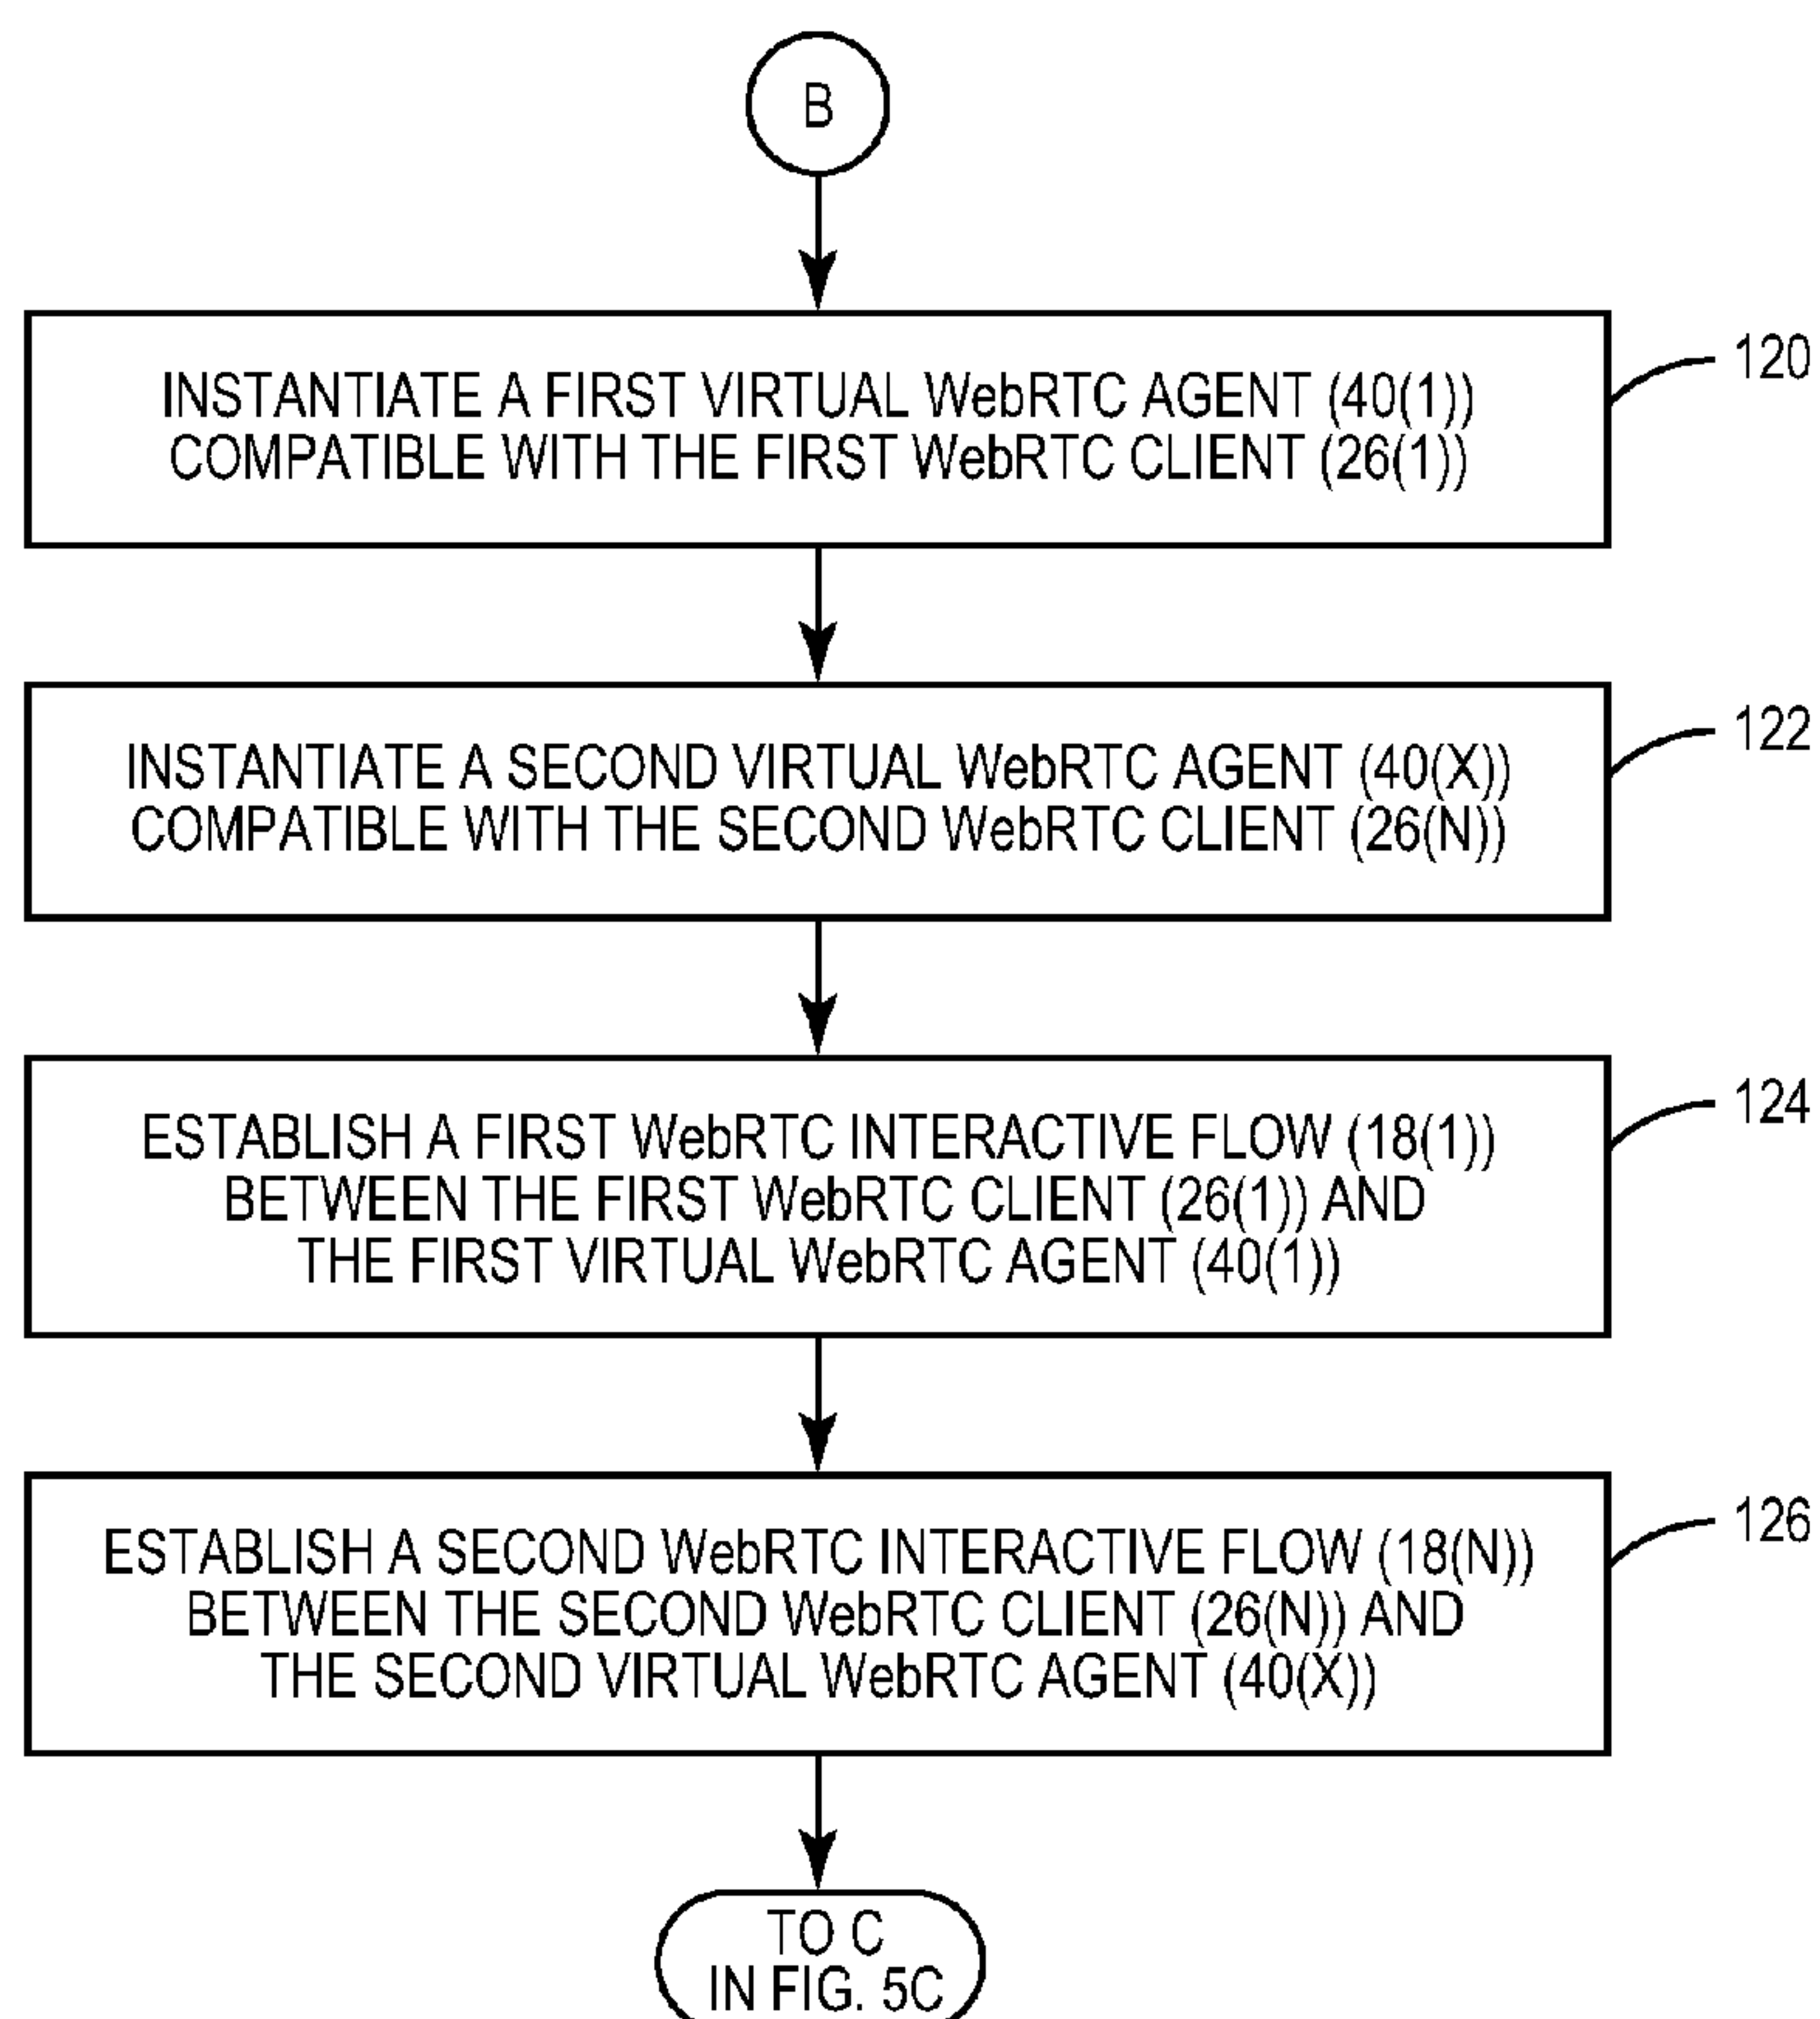 B
INSTANTIATE A FIRST VIRTUAL WebRTC AGENT (40(1))
COMPATIBLE WITH THE FIRST WebRTC CLIENT (26(1))
120
INSTANTIATE A SECOND VIRTUAL WebRTC AGENT (40(X))
COMPATIBLE WITH THE SECOND WebRTC CLIENT (26(N))
122
ESTABLISH A FIRST WebRTC INTERACTIVE FLOW (18(1))
BETWEEN THE FIRST WebRTC CLIENT (26(1)) AND
THE FIRST VIRTUAL WebRTC AGENT (40(1))
124
ESTABLISH A SECOND WebRTC INTERACTIVE FLOW (18(N))
BETWEEN THE SECOND WebRTC CLIENT (26(N)) AND
THE SECOND VIRTUAL WebRTC AGENT (40(X))
126
TO C
IN FIG. 5C